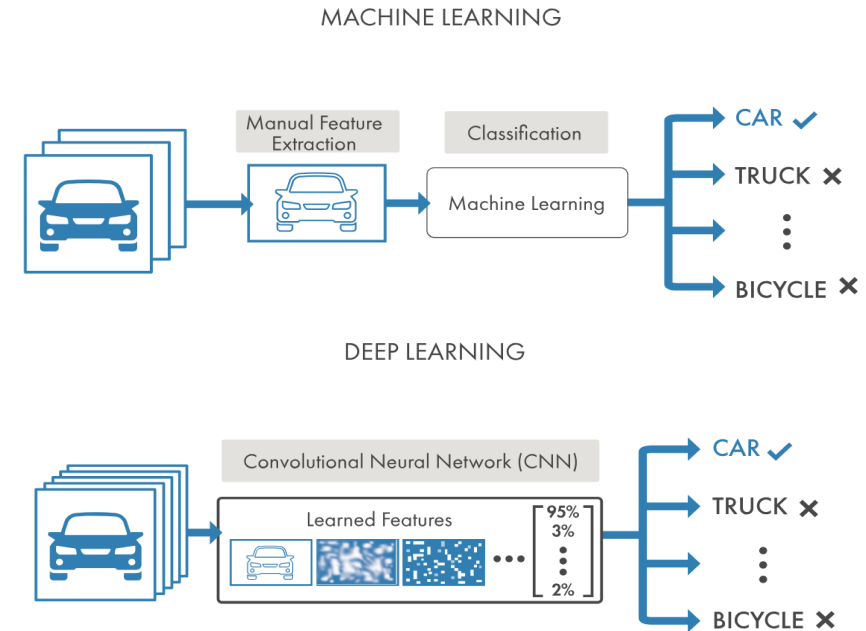 MACHINE LEARNING
Manual Feature
Extraction
Classification
Machine Learning
CAR
TRUCK
BICYCLE
DEEP LEARNING
Convolutional Neural Network (CNN)
Learned Features
95%
3%
2%
CAR
TRUCK
BICYCLE